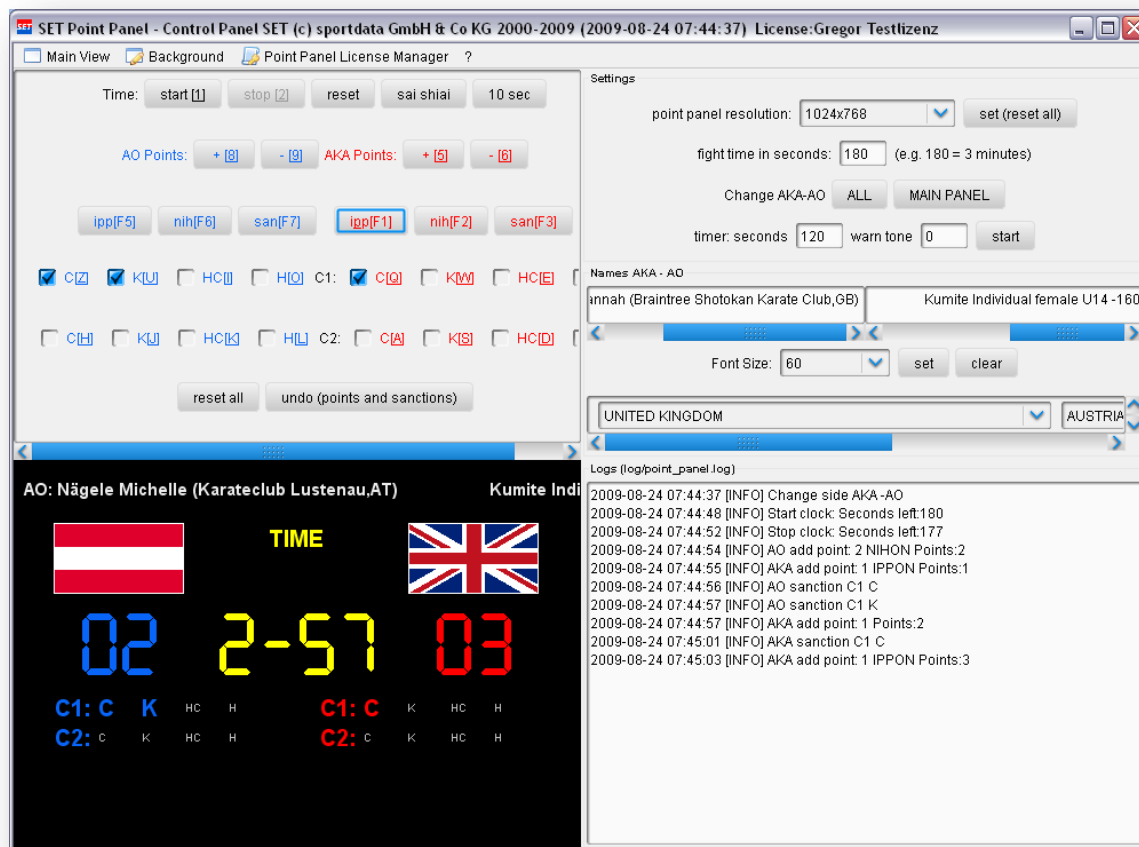 SET SET Point Panel - Control Panel SET (c) sportdata GmbH & Co KG 2000-2009 (2009-08-24 07:44:37) License:Gregor Testlizenz
Main View Background Point Panel License Manager ?
Time: start [1] stop [2] reset sai shiai 10 sec
AO Points: + [8] - [9] AKA Points: + [5] - [6]
ipp[F5] nih[F6] san[F7] ipp[F1] nih[F2] san[F3]
C[Z] K[U] HC[I] H[O] C1: C[Q] K[W] HC[E]
C[H] K[J] HC[K] H[L] C2: C[A] K[S] HC[D]
reset all undo (points and sanctions)
Settings
point panel resolution: 1024x768 set (reset all)
fight time in seconds: 180 (e.g. 180 = 3 minutes)
Change AKA-AO ALL MAIN PANEL
timer: seconds 120 warn tone 0 start
Names AKA - AO
annah (Braintree Shotokan Karate Club,GB) Kumite Individual female U14 -160
Font Size: 60 set clear
UNITED KINGDOM AUSTRIA
AO: Nägele Michelle (Karateclub Lustenau,AT) Kumite Indi
TIME
02 2-57 03
C1: C K HC H C1: C K HC H
C2: C K HC H C2: C K HC H
Logs (log/point_panel.log)
2009-08-24 07:44:37 [INFO] Change side AKA -AO
2009-08-24 07:44:48 [INFO] Start clock: Seconds left:180
2009-08-24 07:44:52 [INFO] Stop clock: Seconds left:177
2009-08-24 07:44:54 [INFO] AO add point: 2 NIHON Points:2
2009-08-24 07:44:55 [INFO] AKA add point: 1 IPPON Points:1
2009-08-24 07:44:56 [INFO] AO sanction C1 C
2009-08-24 07:44:57 [INFO] AO sanction C1 K
2009-08-24 07:44:57 [INFO] AKA add point: 1 Points:2
2009-08-24 07:45:01 [INFO] AKA sanction C1 C
2009-08-24 07:45:03 [INFO] AKA add point: 1 IPPON Points:3